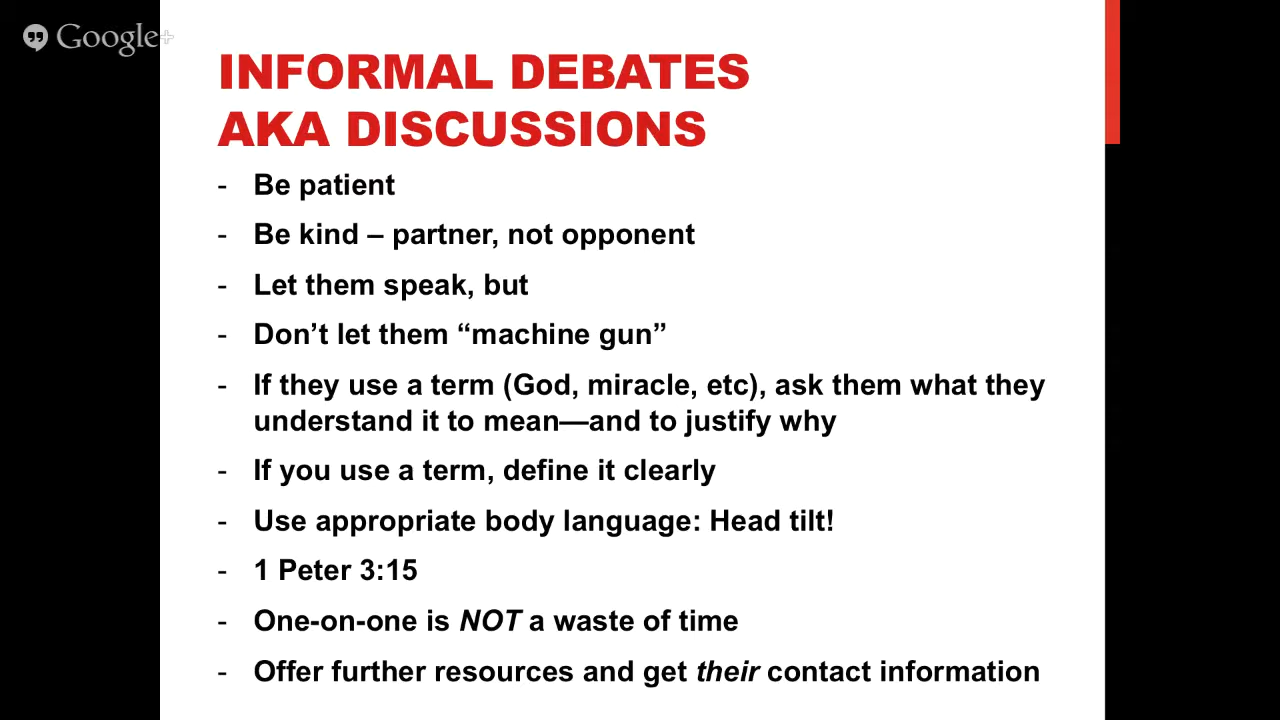 Google+
INFORMAL DEBATES
AKA DISCUSSIONS
- Be patient
- Be kind – partner, not opponent
- Let them speak, but
- Don’t let them “machine gun”
- If they use a term (God, miracle, etc), ask them what they
understand it to mean—and to justify why
- If you use a term, define it clearly
- Use appropriate body language: Head tilt!
- 1 Peter 3:15
- One-on-one is NOT a waste of time
- Offer further resources and get their contact information